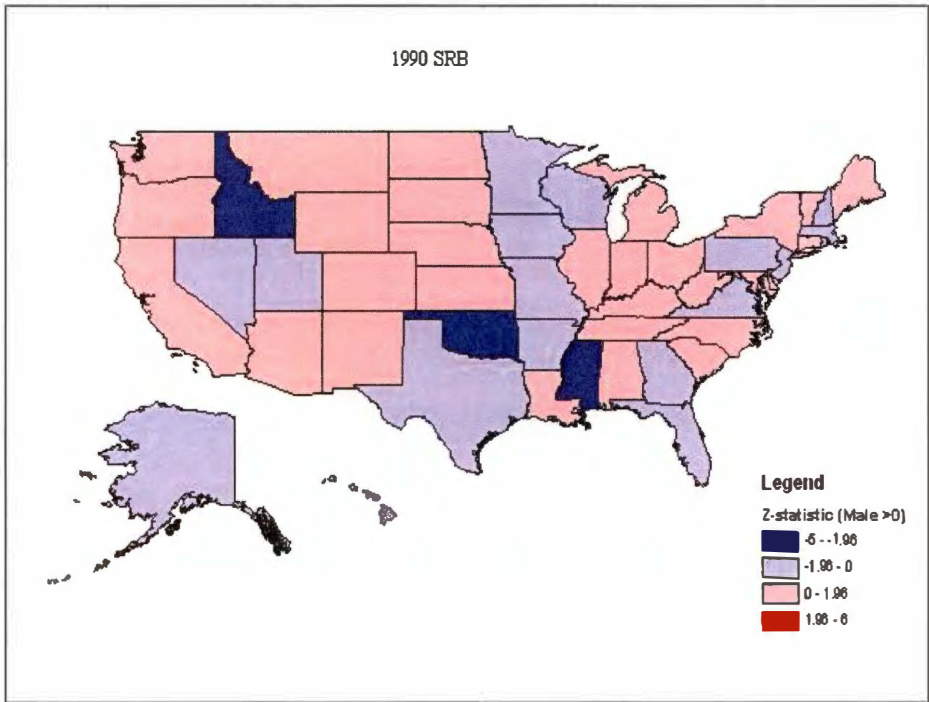 1990 SRB
Legend
Z-statistic (Male >0)
-6 - -1.96
-1.96 - 0
0 - 1.96
1.96 - 6